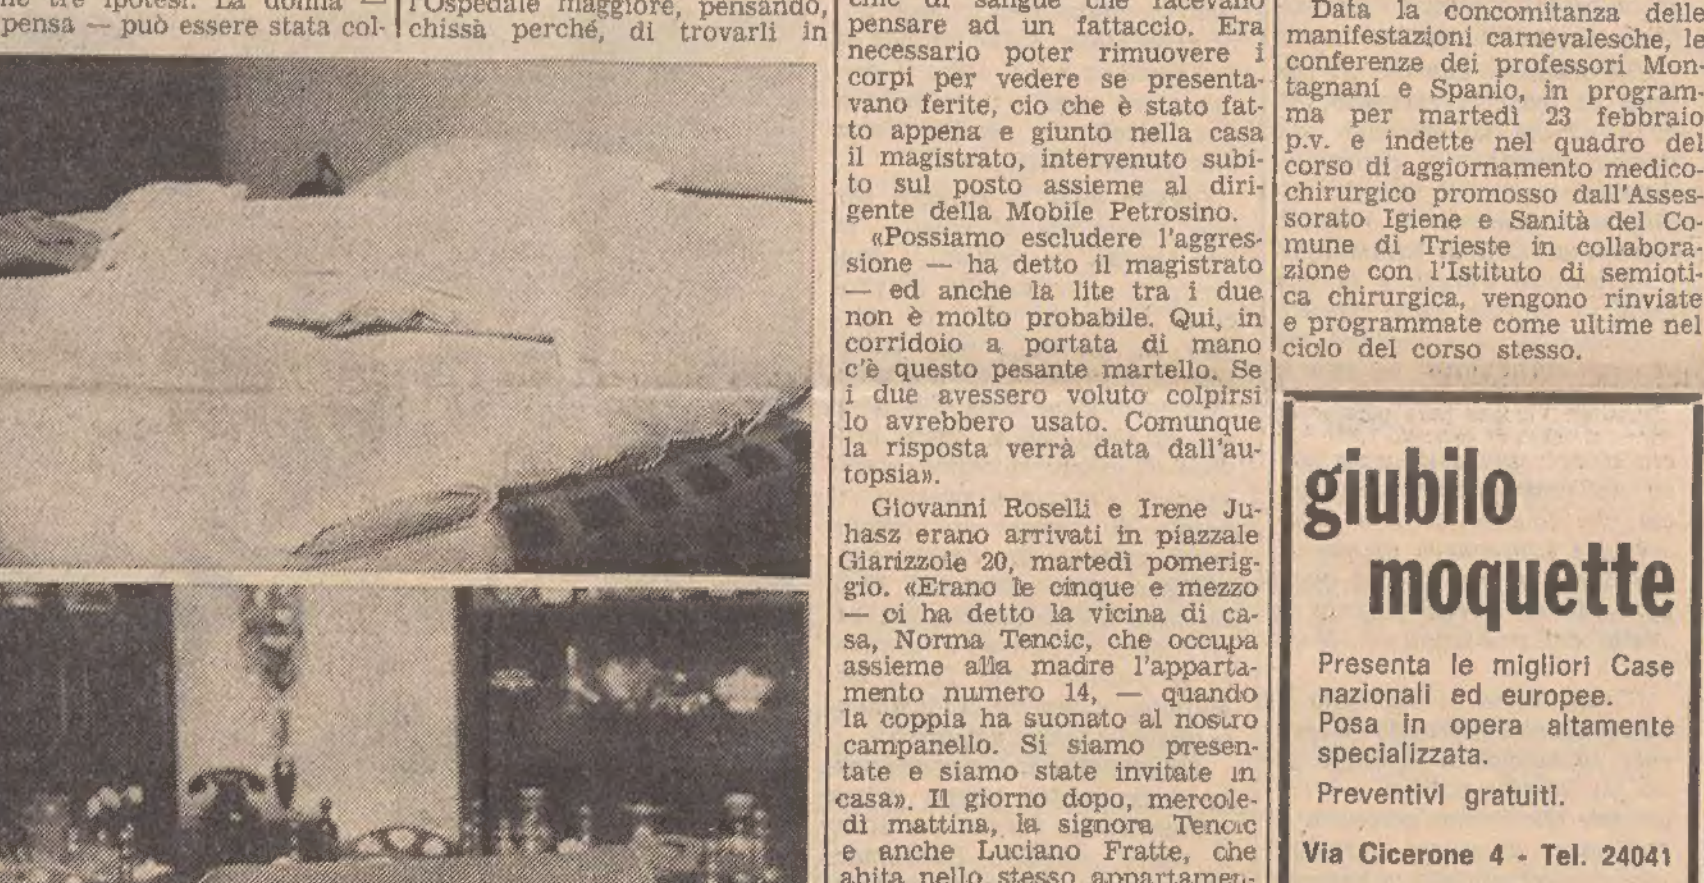 pensa — può essere stata col-
l'Ospedale maggiore, pensando,
chissà perché, di trovarli in
di sangue che facevano
pensare ad un fattaccio. Era
necessario poter rimuovere i
corpi per vedere se presenta-
vano ferite, cio che è stato fat-
to appena e giunto nella casa
il magistrato, intervenuto subi-
to sul posto assieme al diri-
gente della Mobile Petrosino.
«Possiamo escludere l'aggres-
sione — ha detto il magistrato
— ed anche la lite tra i due
non è molto probabile. Qui, in
corridoio a portata di mano
c'è questo pesante martello. Se
i due avessero voluto colpirsi
lo avrebbero usato. Comunque
la risposta verrà data dall'au-
topsia».
Giovanni Roselli e Irene Ju-
hasz erano arrivati in piazzale
Giarizzole 20, martedì pomerig-
gio. «Erano le cinque e mezzo
— ci ha detto la vicina di ca-
sa, Norma Tencic, che occupa
assieme alla madre l'apparta-
mento numero 14, — quando
la coppia ha suonato al nostro
campanello. Si siamo presen-
tate e siamo state invitate in
casa». Il giorno dopo, mercole-
dì mattina, la signora Tencic
e anche Luciano Fratte, che
abita nello stesso appartamen-
Data la concomitanza delle
manifestazioni carnevalesche, le
conferenze dei professori Mon-
tagnani e Spanio, in program-
ma per martedì 23 febbraio
p.v. e indette nel quadro del
corso di aggiornamento medico-
chirurgico promosso dall'Asses-
sorato Igiene e Sanità del Co-
mune di Trieste in collabora-
zione con l'Istituto di semioti-
ca chirurgica, vengono rinviate
e programmate come ultime nel
ciclo del corso stesso.
giubilo
moquette
Presenta le migliori Case
nazionali ed europee.
Posa in opera altamente
specializzata.
Preventivi gratuiti.
Via Cicerone 4 - Tel. 24041